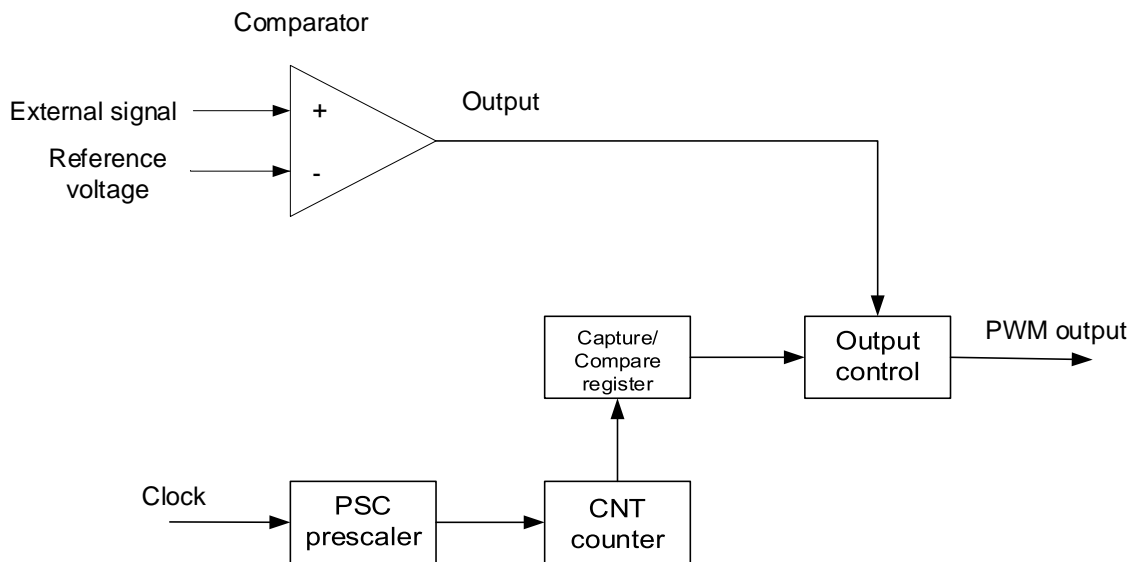 Comparator
External signal
+
Output
Reference
voltage
-
Capture/
Compare
register
Output
control
PWM output
Clock
PSC
prescaler
CNT
counter